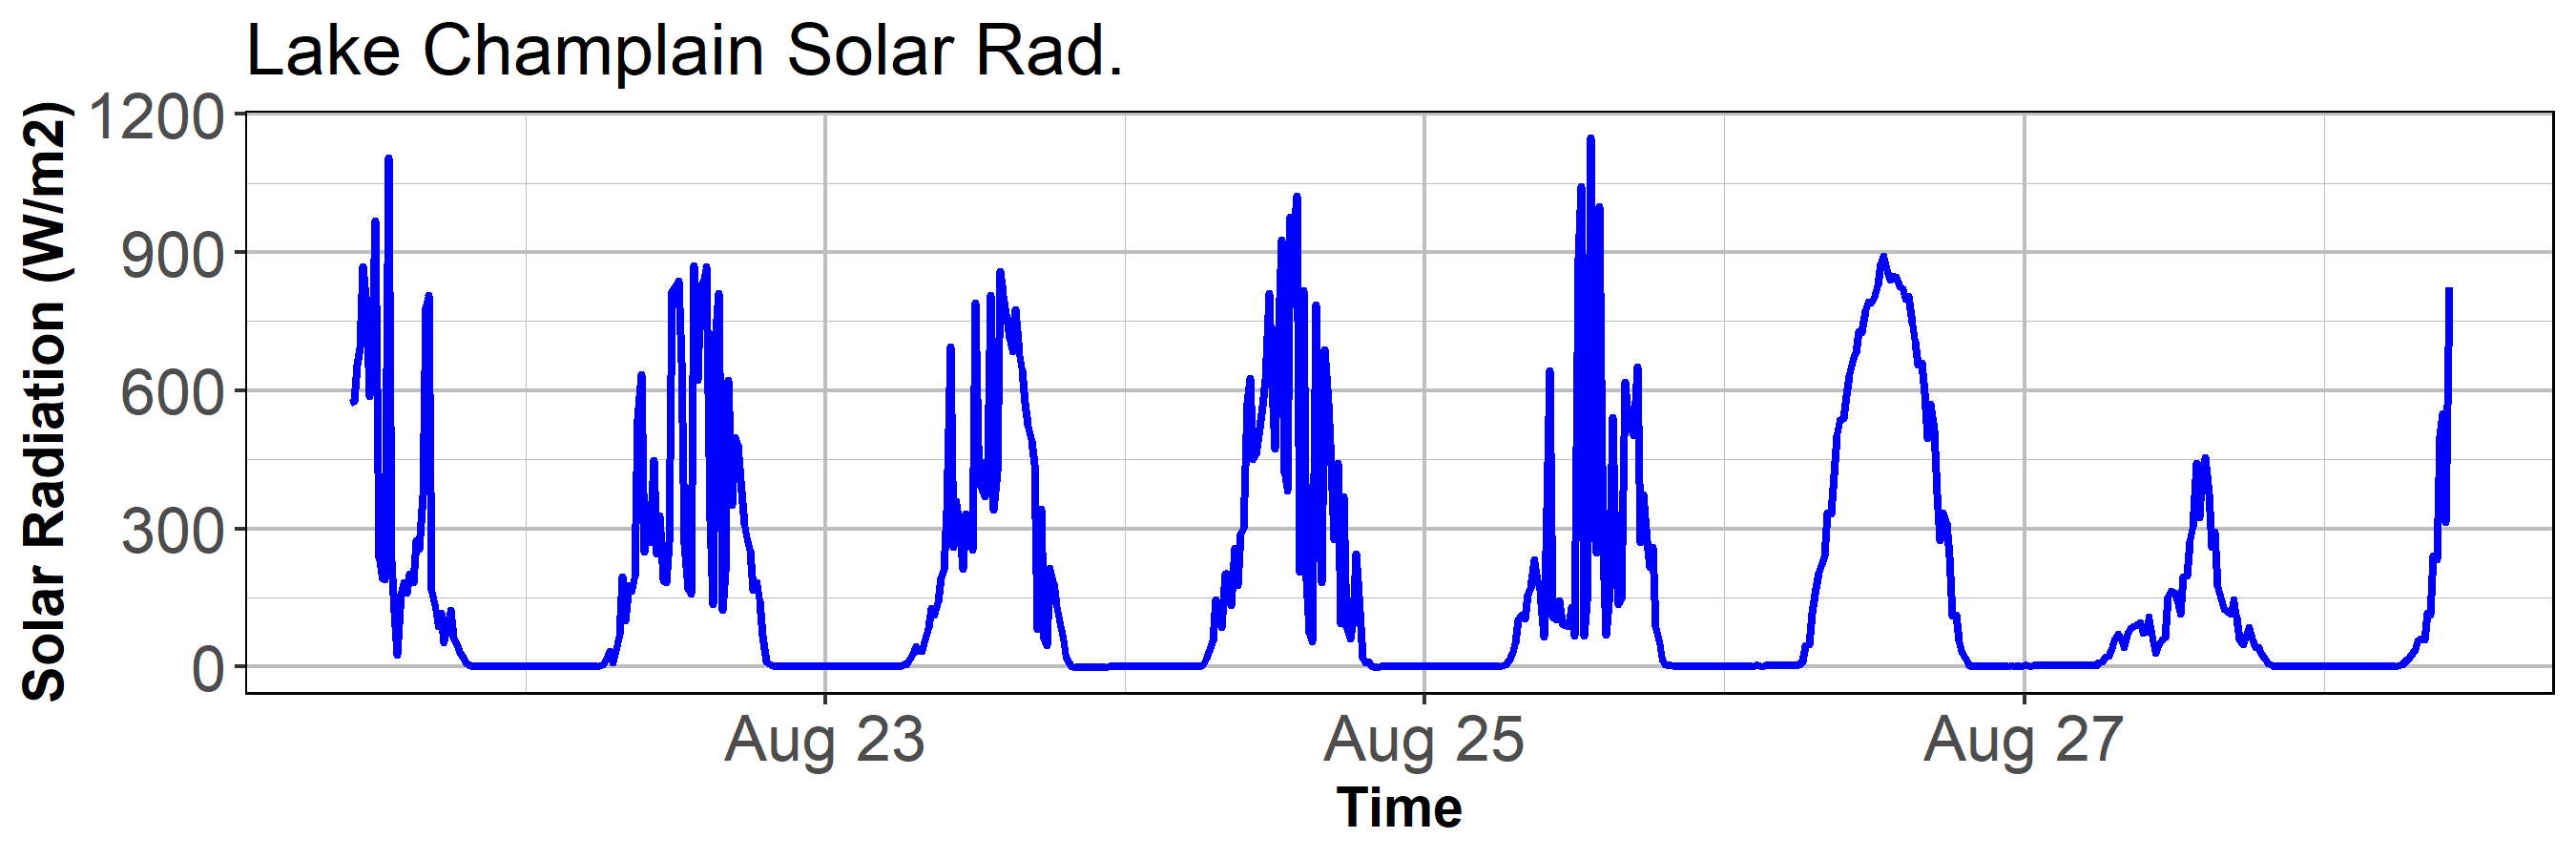 Lake Champlain Solar Rad.
Solar Radiation (W/m2)
1200
900
600
300
0
Aug 23
Aug 25
Aug 27
Time